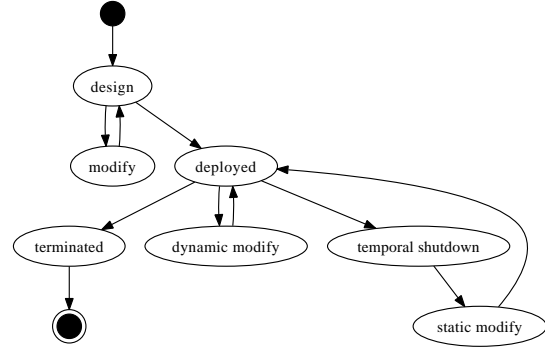 design
modify
deployed
terminated
dynamic modify
temporal shutdown
static modify